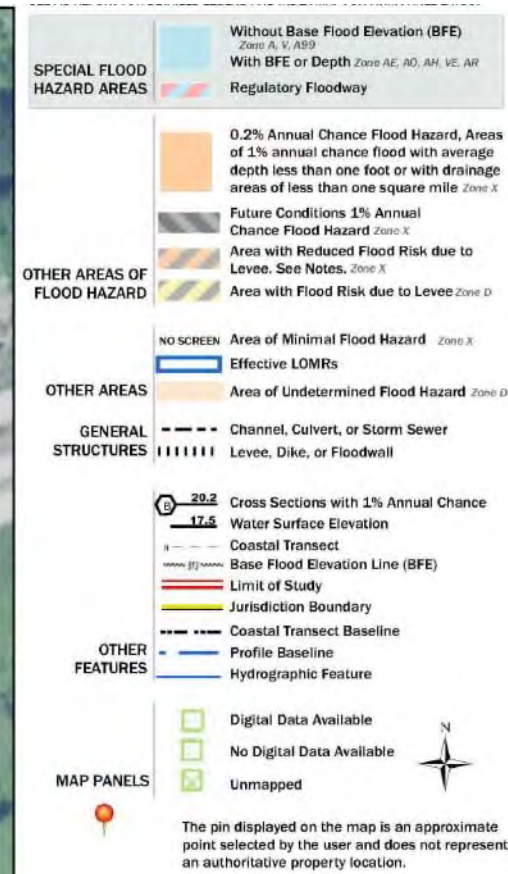 SPECIAL FLOOD
HAZARD AREAS
Without Base Flood Elevation (BFE)
Zone A, V, A99
With BFE or Depth Zone AE, AO, AH, VE, AR
Regulatory Floodway
OTHER AREAS OF
FLOOD HAZARD
0.2% Annual Chance Flood Hazard, Areas
of 1% annual chance flood with average
depth less than one foot or with drainage
areas of less than one square mile Zone X
Future Conditions 1% Annual
Chance Flood Hazard Zone X
Area with Reduced Flood Risk due to
Levee. See Notes. Zone X
Area with Flood Risk due to Levee Zone D
OTHER AREAS
NO SCREEN Area of Minimal Flood Hazard Zone X
Effective LOMRs
Area of Undetermined Flood Hazard Zone D
GENERAL
STRUCTURES
Channel, Culvert, or Storm Sewer
Levee, Dike, or Floodwall
OTHER
FEATURES
B 20.2 Cross Sections with 1% Annual Chance
17.5 Water Surface Elevation
Coastal Transect
Base Flood Elevation Line (BFE)
Limit of Study
Jurisdiction Boundary
Coastal Transect Baseline
Profile Baseline
Hydrographic Feature
MAP PANELS
Digital Data Available
No Digital Data Available
Unmapped
N
The pin displayed on the map is an approximate
point selected by the user and does not represent
an authoritative property location.